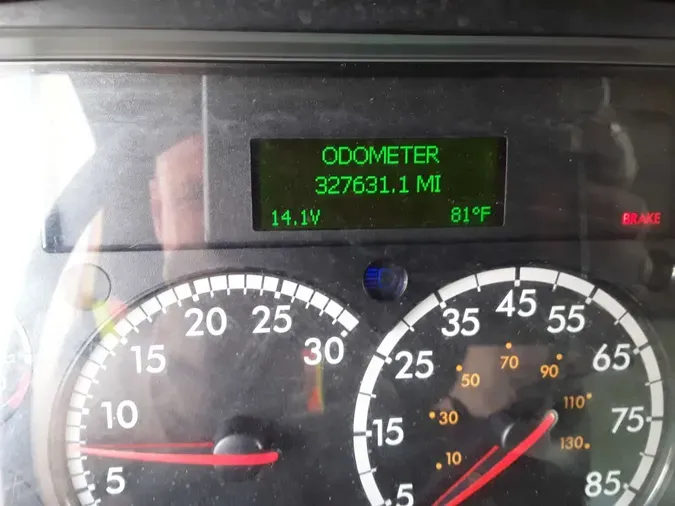 ODOMETER
327631.1 MI
14.1V 81°F
BRAKE
5 10 15 20 25 30
5 15 25 35 45 55 65 75 85
10 30 50 70 90 110 130